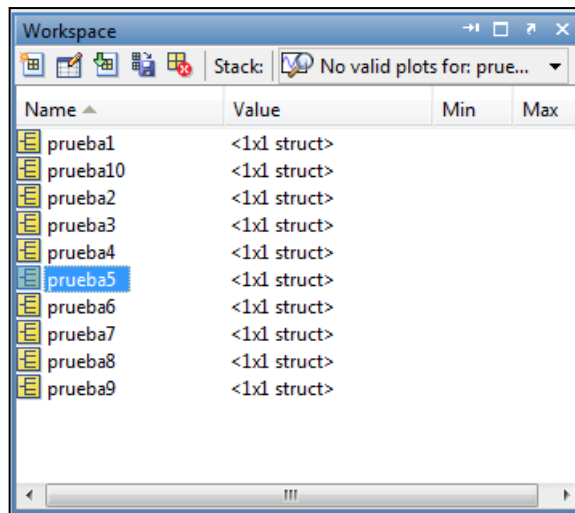 Workspace
Stack: No valid plots for: prue...
Name Value Min Max
prueba1 <1x1 struct>
prueba10 <1x1 struct>
prueba2 <1x1 struct>
prueba3 <1x1 struct>
prueba4 <1x1 struct>
prueba5 <1x1 struct>
prueba6 <1x1 struct>
prueba7 <1x1 struct>
prueba8 <1x1 struct>
prueba9 <1x1 struct>